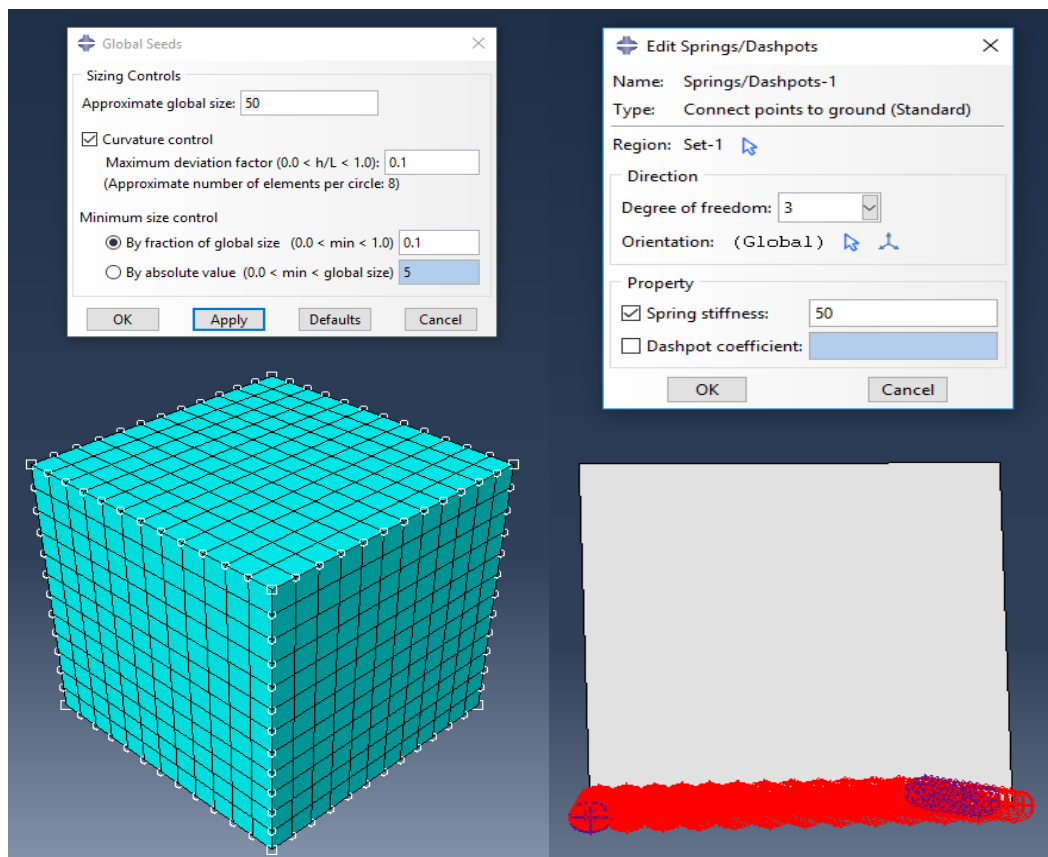 Global Seeds
Sizing Controls
Approximate global size: 50
Curvature control
Maximum deviation factor (0.0 < h/L < 1.0): 0.1
(Approximate number of elements per circle: 8)
Minimum size control
By fraction of global size (0.0 < min < 1.0) 0.1
By absolute value (0.0 < min < global size) 5
OK Apply Defaults Cancel
Edit Springs/Dashpots
Name: Springs/Dashpots-1
Type: Connect points to ground (Standard)
Region: Set-1
Direction
Degree of freedom: 3
Orientation: (Global)
Property
Spring stiffness: 50
Dashpot coefficient:
OK Cancel